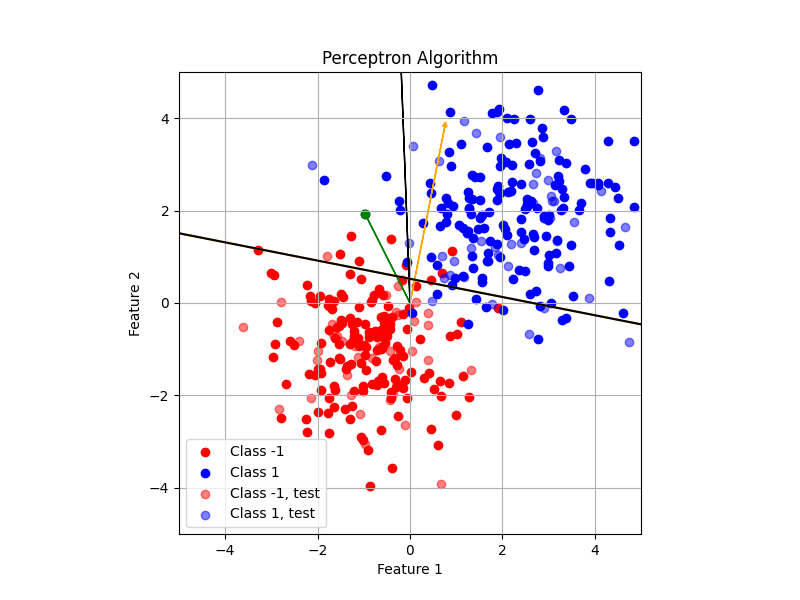 Perceptron Algorithm
Feature 2
4
2
0
−2
−4
Class -1
Class 1
Class -1, test
Class 1, test
−4 −2 0 2 4
Feature 1